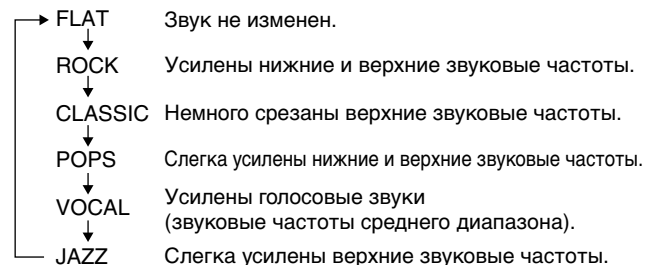 FLAT Звук не изменен.
ROCK Усилены нижние и верхние звуковые частоты.
CLASSIC Немного срезаны верхние звуковые частоты.
POPS Слегка усилены нижние и верхние звуковые частоты.
VOCAL Усилены голосовые звуки
(звуковые частоты среднего диапазона).
JAZZ Слегка усилены верхние звуковые частоты.